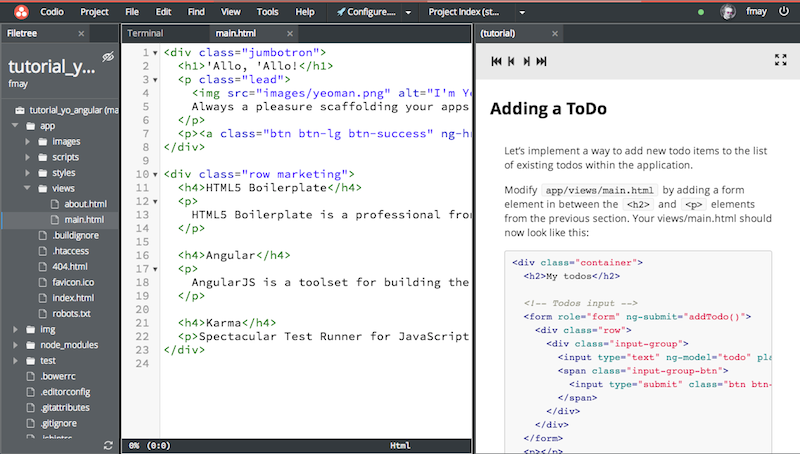 Codio Project File Edit Find View Tools Help Configure.... Project Index (st... fmay
Filetree
tutorial_yo...
fmay
tutorial_yo_angular (ma
app
images
scripts
styles
views
about.html
main.html
.buildignore
.htaccess
404.html
favicon.ico
index.html
robots.txt
img
node_modules
test
.bowerrc
.editorconfig
.gitattributes
.gitignore
.jshintrc
Terminal main.html
1 <div class="jumbotron">
2 <h1>'Allo, 'Allo!</h1>
3 <p class="lead">
4 <img src="images/yeoman.png" alt="I'm Ye
5 Always a pleasure scaffolding your apps
6 </p>
7 <p><a class="btn btn-lg btn-success" ng-hr
8 </div>
9
10 <div class="row marketing">
11 <h4>HTML5 Boilerplate</h4>
12 <p>
13 HTML5 Boilerplate is a professional fron
14 </p>
15
16 <h4>Angular</h4>
17 <p>
18 AngularJS is a toolset for building the
19 </p>
20
21 <h4>Karma</h4>
22 <p>Spectacular Test Runner for JavaScript
23 </div>
24
0% (0:0) Html
(tutorial)
Adding a ToDo
Let's implement a way to add new todo items to the list
of existing todos within the application.
Modify app/views/main.html by adding a form
element in between the <h2> and <p> elements
from the previous section. Your views/main.html should
now look like this:
<div class="container">
<h2>My todos</h2>
<!-- Todos input -->
<form role="form" ng-submit="addTodo()">
<div class="row">
<div class="input-group">
<input type="text" ng-model="todo" pla
<span class="input-group-btn">
<input type="submit" class="btn btn-
</span>
</div>
</div>
</form>
<p></p>